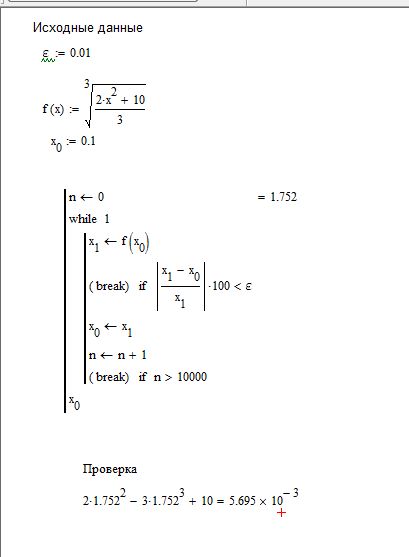 Исходные данные
ε := 0.01
f(x) := ∛((2·x² + 10)/3)
x₀ := 0.1
n ← 0 = 1.752
while 1
x₁ ← f(x₀)
(break) if |(x₁ − x₀)/x₁|·100 < ε
x₀ ← x₁
n ← n + 1
(break) if n > 10000
x₀
Проверка
2·1.752² − 3·1.752³ + 10 = 5.695 × 10⁻³